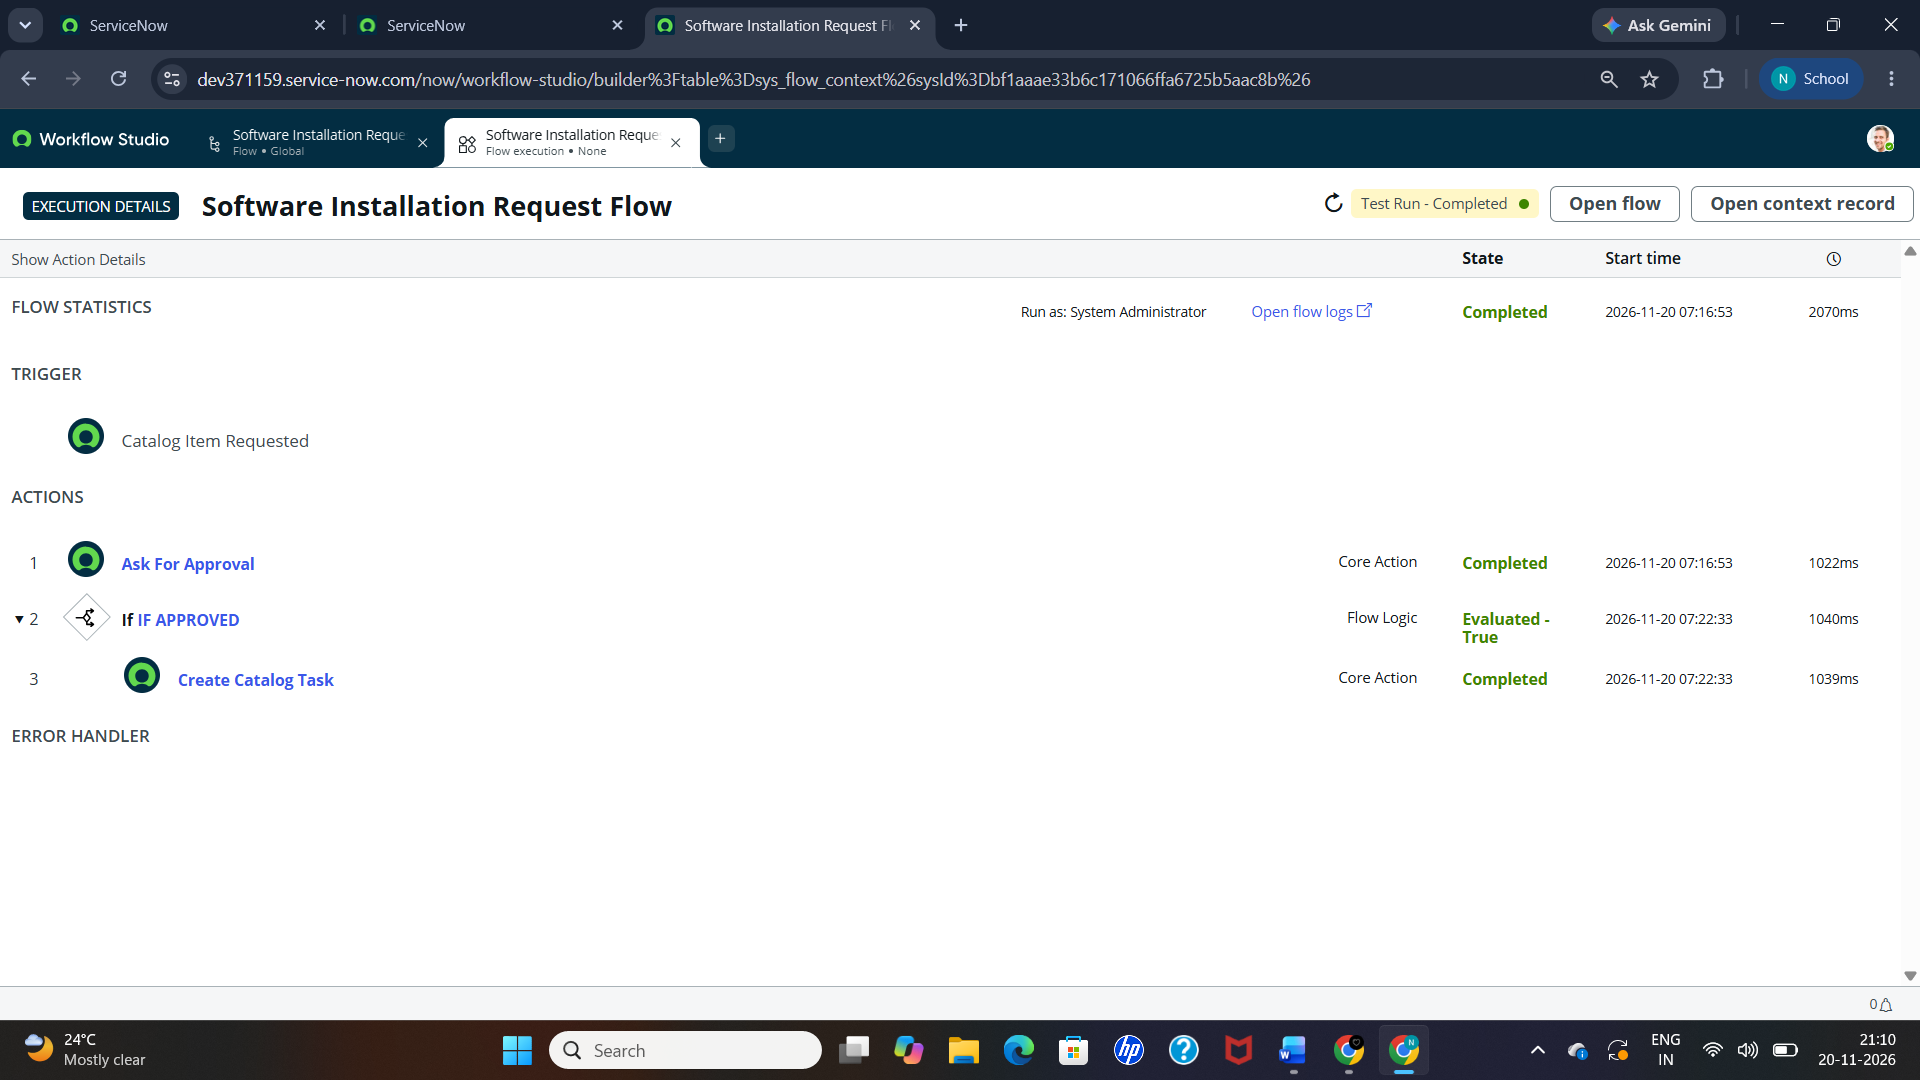 ServiceNow
ServiceNow
Software Installation Request Fl
Ask Gemini
dev371159.service-now.com/now/workflow-studio/builder%3Ftable%3Dsys_flow_context%26sysId%3Dbf1aaae33b6c171066ffa6725b5aac8b%26
N School
Workflow Studio
Software Installation Reque
Flow • Global
Software Installation Reque
Flow execution • None
EXECUTION DETAILS
Software Installation Request Flow
Test Run - Completed
Open flow
Open context record
Show Action Details
State
Start time
FLOW STATISTICS
Run as: System Administrator
Open flow logs
Completed
2026-11-20 07:16:53
2070ms
TRIGGER
Catalog Item Requested
ACTIONS
1
Ask For Approval
Core Action
Completed
2026-11-20 07:16:53
1022ms
2
If IF APPROVED
Flow Logic
Evaluated -
True
2026-11-20 07:22:33
1040ms
3
Create Catalog Task
Core Action
Completed
2026-11-20 07:22:33
1039ms
ERROR HANDLER
0
24°C
Mostly clear
Search
hp
W
N
ENG
IN
21:10
20-11-2026